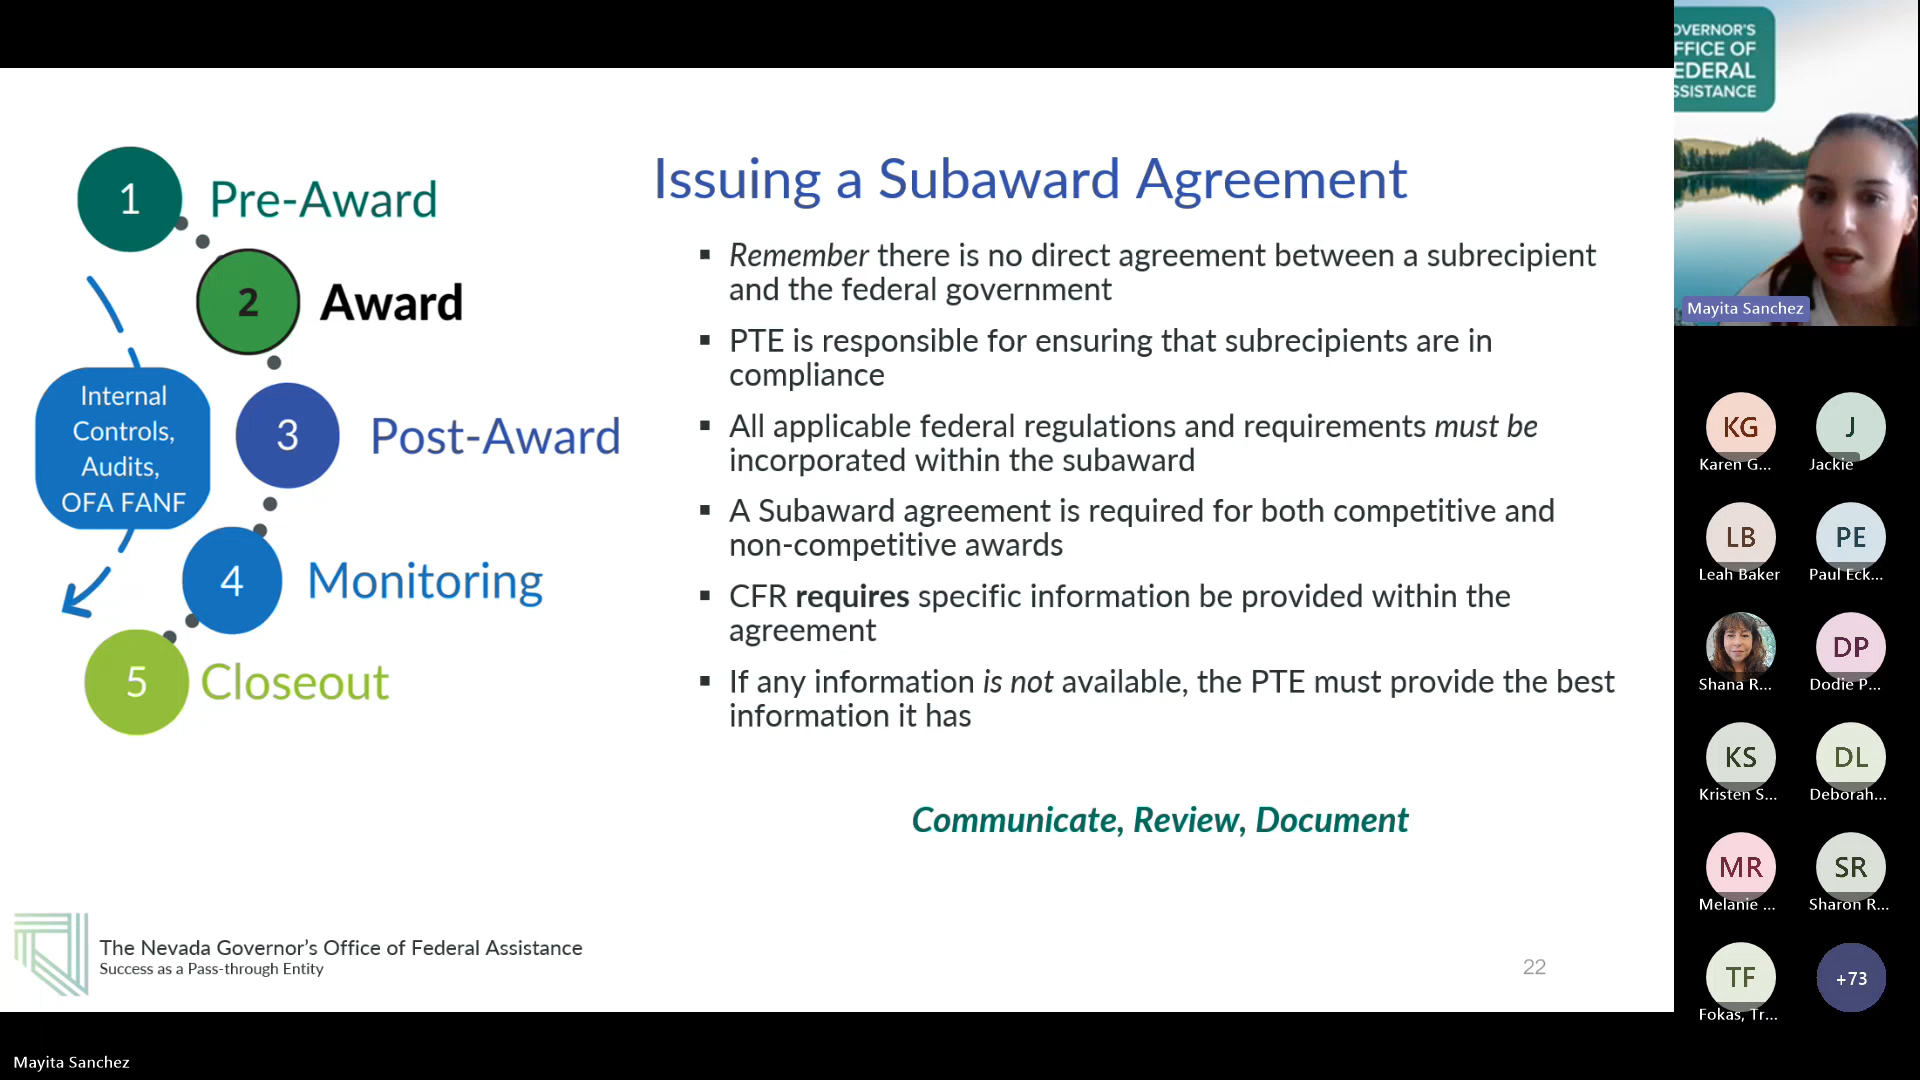 1
Pre-Award
2
Award
3
Post-Award
Internal
Controls,
Audits,
OFA FANF
4
Monitoring
5
Closeout
Issuing a Subaward Agreement
▪ Remember there is no direct agreement between a subrecipient
and the federal government
▪ PTE is responsible for ensuring that subrecipients are in
compliance
▪ All applicable federal regulations and requirements must be
incorporated within the subaward
▪ A Subaward agreement is required for both competitive and
non-competitive awards
▪ CFR requires specific information be provided within the
agreement
▪ If any information is not available, the PTE must provide the best
information it has
Communicate, Review, Document
The Nevada Governor's Office of Federal Assistance
Success as a Pass-through Entity
22
OVERNOR'S
FFICE OF
EDERAL
SSISTANCE
Mayita Sanchez
KG
Karen G...
J
Jackie
LB
Leah Baker
PE
Paul Eck...
Shana R...
DP
Dodie P...
KS
Kristen S...
DL
Deborah...
MR
Melanie ...
SR
Sharon R...
TF
Fokas, Tr...
+73
Mayita Sanchez